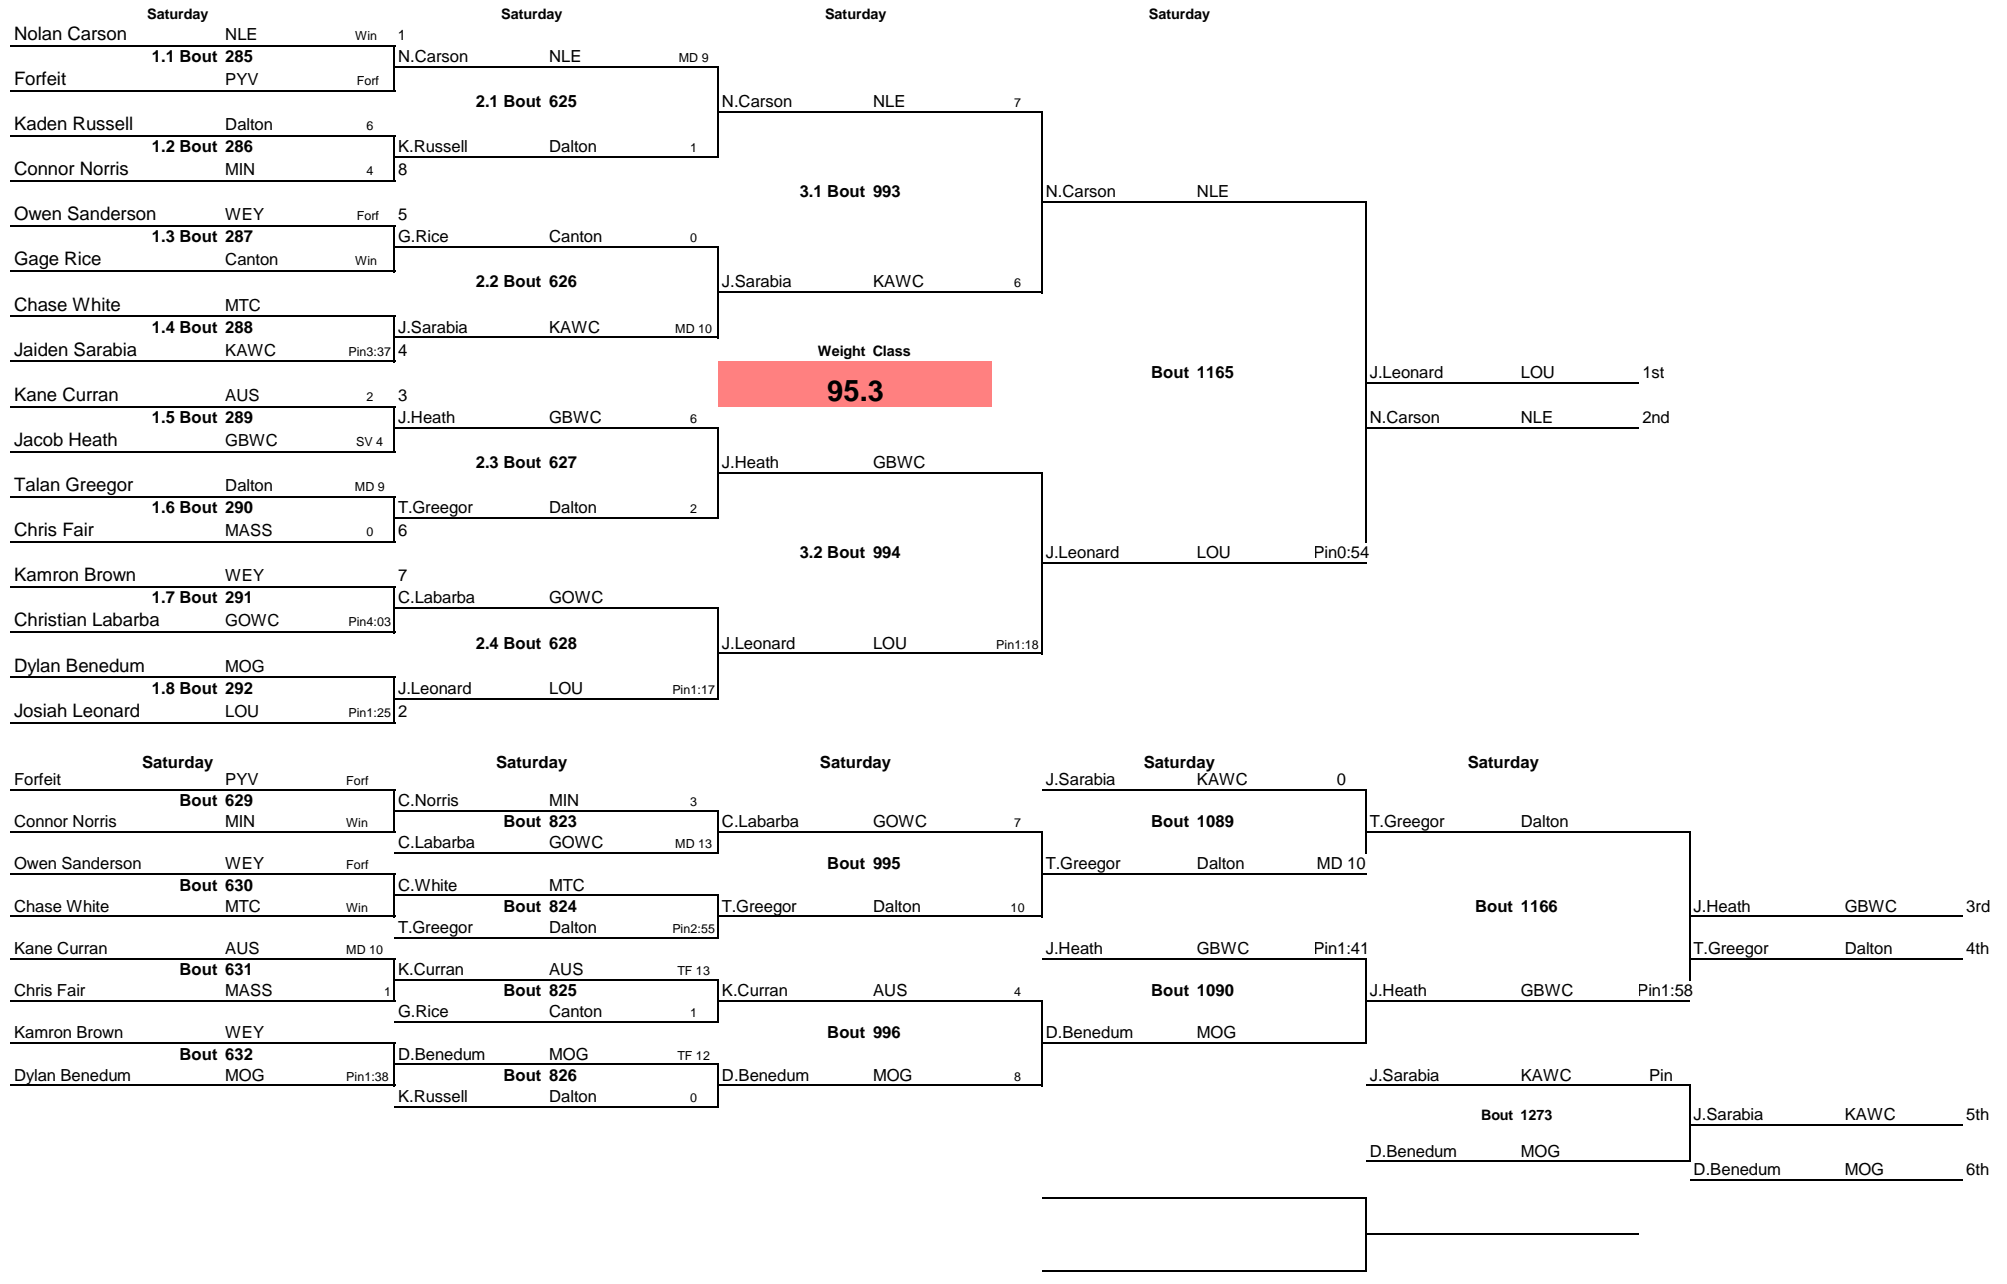 Saturday Saturday Saturday Saturday
Nolan Carson NLE Win 1
1.1 Bout 285 N.Carson NLE MD 9
Forfeit PYV Forf
2.1 Bout 625 N.Carson NLE 7
Kaden Russell Dalton 6
1.2 Bout 286 K.Russell Dalton 1
Connor Norris MIN 4 8
3.1 Bout 993 N.Carson NLE
Owen Sanderson WEY Forf 5
1.3 Bout 287 G.Rice Canton 0
Gage Rice Canton Win
2.2 Bout 626 J.Sarabia KAWC 6
Chase White MTC
1.4 Bout 288 J.Sarabia KAWC MD 10
Jaiden Sarabia KAWC Pin3:37 4 Weight Class
Bout 1165 J.Leonard LOU 1st
Kane Curran AUS 2 3 95.3
1.5 Bout 289 J.Heath GBWC 6 N.Carson NLE 2nd
Jacob Heath GBWC SV 4
2.3 Bout 627 J.Heath GBWC
Talan Greegor Dalton MD 9
1.6 Bout 290 T.Greegor Dalton 2
Chris Fair MASS 0 6
3.2 Bout 994 J.Leonard LOU Pin0:54
Kamron Brown WEY 7
1.7 Bout 291 C.Labarba GOWC
Christian Labarba GOWC Pin4:03
2.4 Bout 628 J.Leonard LOU Pin1:18
Dylan Benedum MOG
1.8 Bout 292 J.Leonard LOU Pin1:17
Josiah Leonard LOU Pin1:25 2
Saturday Saturday Saturday Saturday Saturday
Forfeit PYV Forf J.Sarabia KAWC 0
Bout 629 C.Norris MIN 3
Connor Norris MIN Win Bout 823 C.Labarba GOWC 7 Bout 1089 T.Greegor Dalton
C.Labarba GOWC MD 13
Owen Sanderson WEY Forf Bout 995 T.Greegor Dalton MD 10
Bout 630 C.White MTC
Chase White MTC Win Bout 824 T.Greegor Dalton 10 Bout 1166 J.Heath GBWC 3rd
T.Greegor Dalton Pin2:55
Kane Curran AUS MD 10 J.Heath GBWC Pin1:41 T.Greegor Dalton 4th
Bout 631 K.Curran AUS TF 13
Chris Fair MASS 1 Bout 825 K.Curran AUS 4 Bout 1090 J.Heath GBWC Pin1:58
G.Rice Canton 1
Kamron Brown WEY Bout 996 D.Benedum MOG
Bout 632 D.Benedum MOG TF 12
Dylan Benedum MOG Pin1:38 Bout 826 D.Benedum MOG 8 J.Sarabia KAWC Pin
K.Russell Dalton 0
Bout 1273 J.Sarabia KAWC 5th
D.Benedum MOG
D.Benedum MOG 6th